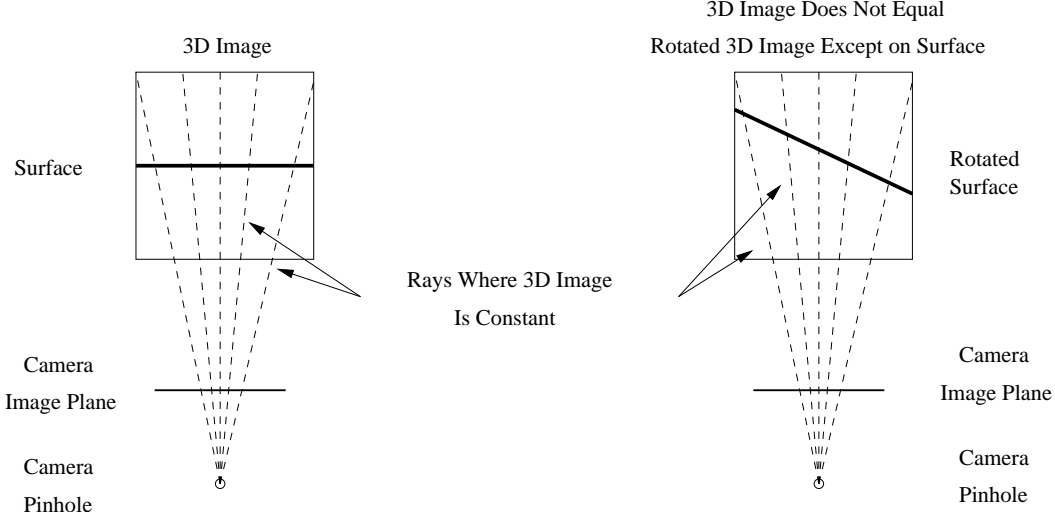 3D Image Does Not Equal
Rotated 3D Image Except on Surface
3D Image
Surface
Rotated
Surface
Rays Where 3D Image
Is Constant
Camera
Image Plane
Camera
Image Plane
Camera
Pinhole
Camera
Pinhole